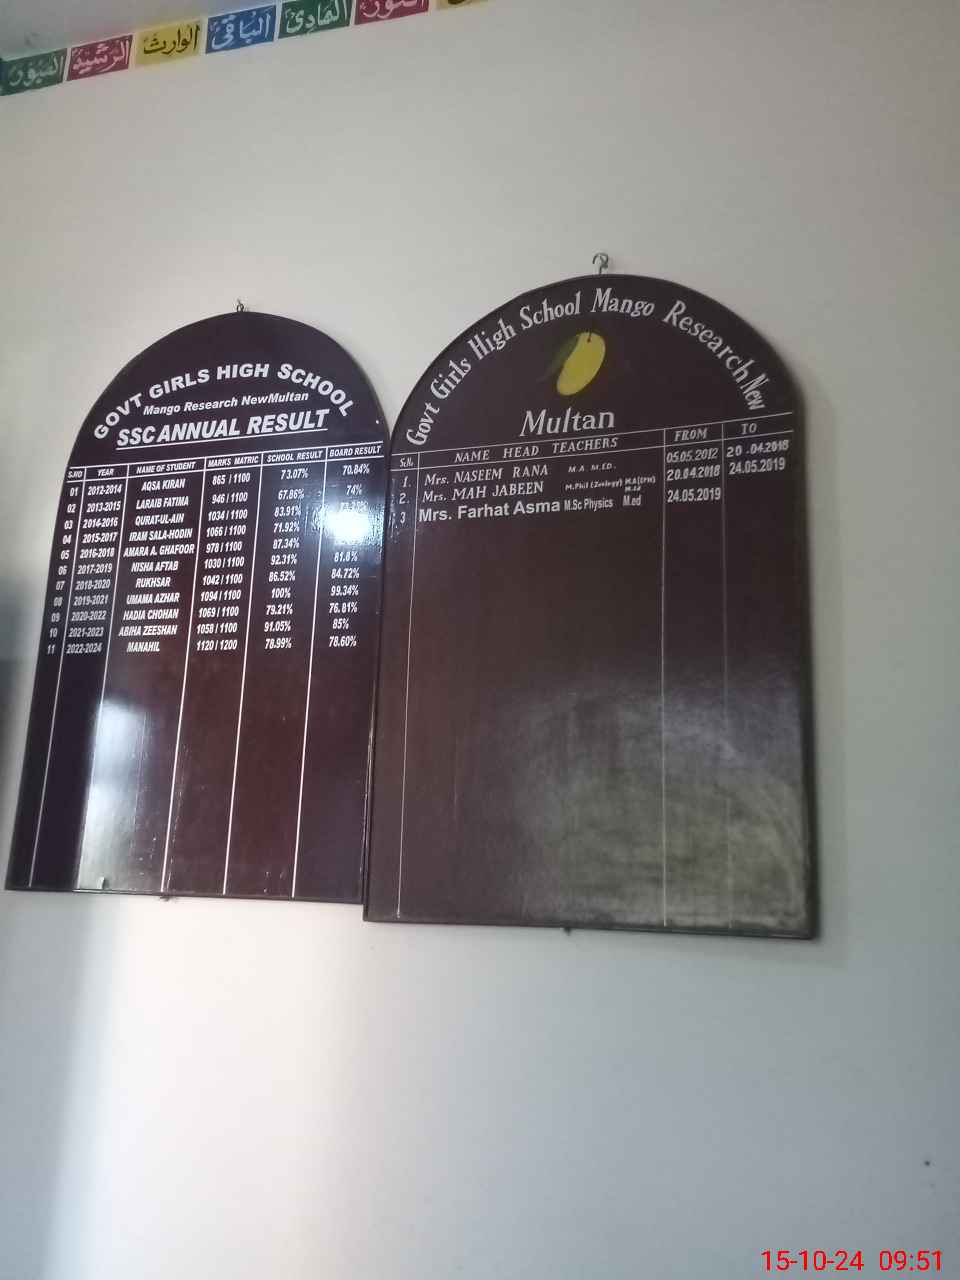 الصبور الرشيد الوارث الباقي الهادي النور
GOVT GIRLS HIGH SCHOOL
Mango Research NewMultan
SSC ANNUAL RESULT
S.NO YEAR NAME OF STUDENT MARKS MATRIC SCHOOL RESULT BOARD RESULT
01 2012-2014 AQSA KIRAN 865 / 1100 73.07% 70.84%
02 2013-2015 LARAIB FATIMA 946 / 1100 67.86% 74%
03 2014-2016 QURAT-UL-AIN 1034 / 1100 83.91%
04 2015-2017 IRAM SALA-HODIN 1066 / 1100 71.92%
05 2016-2018 AMARA A. GHAFOOR 978 / 1100 87.34%
06 2017-2019 NISHA AFTAB 1030 / 1100 92.31% 81.8%
07 2018-2020 RUKHSAR 1042 / 1100 86.52% 84.72%
08 2019-2021 UMAMA AZHAR 1094 / 1100 100% 99.34%
09 2020-2022 HADIA CHOHAN 1069 / 1100 79.21% 76.81%
10 2021-2023 ABIHA ZEESHAN 1058 / 1100 91.05% 85%
11 2022-2024 MANAHIL 1120 / 1200 78.99% 78.60%
Govt Girls High School Mango Research New
Multan
Sr.No NAME HEAD TEACHERS FROM TO
1. Mrs. NASEEM RANA M.A M.ED. 05.05.2012 20.04.2018
2. Mrs. MAH JABEEN M.Phil (Zoology) M.A (EPM) M.Ed 20.04.2018 24.05.2019
3 Mrs. Farhat Asma M.Sc Physics M.ed 24.05.2019
15-10-24 09:51